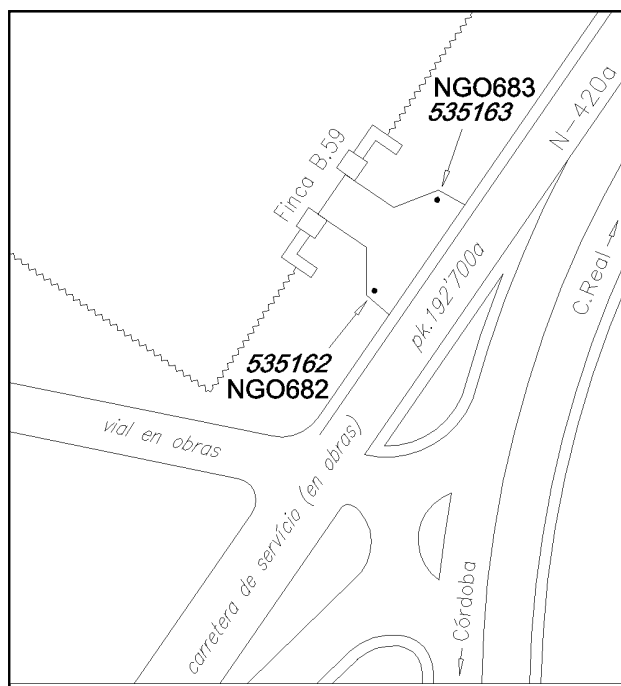 NGO683
535163
N-420a
Finca B.59
C.Real
pk.192'700a
535162
NGO682
vial en obras
carretera de servício (en obras)
Córdoba